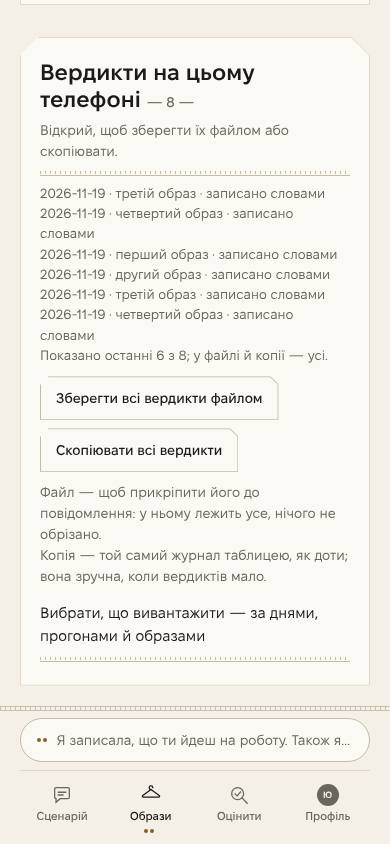 Вердикти на цьому
телефоні — 8 —
Відкрий, щоб зберегти їх файлом або
скопіювати.
2026-11-19 · третій образ · записано словами
2026-11-19 · четвертий образ · записано
словами
2026-11-19 · перший образ · записано словами
2026-11-19 · другий образ · записано словами
2026-11-19 · третій образ · записано словами
2026-11-19 · четвертий образ · записано
словами
Показано останні 6 з 8; у файлі й копії — усі.
Зберегти всі вердикти файлом
Скопіювати всі вердикти
Файл — щоб прикріпити його до
повідомлення: у ньому лежить усе, нічого не
обрізано.
Копія — той самий журнал таблицею, як доти;
вона зручна, коли вердиктів мало.
Вибрати, що вивантажити — за днями,
прогонами й образами
Я записала, що ти йдеш на роботу. Також я...
Сценарій
Образи
Оцінити
Ю
Профіль